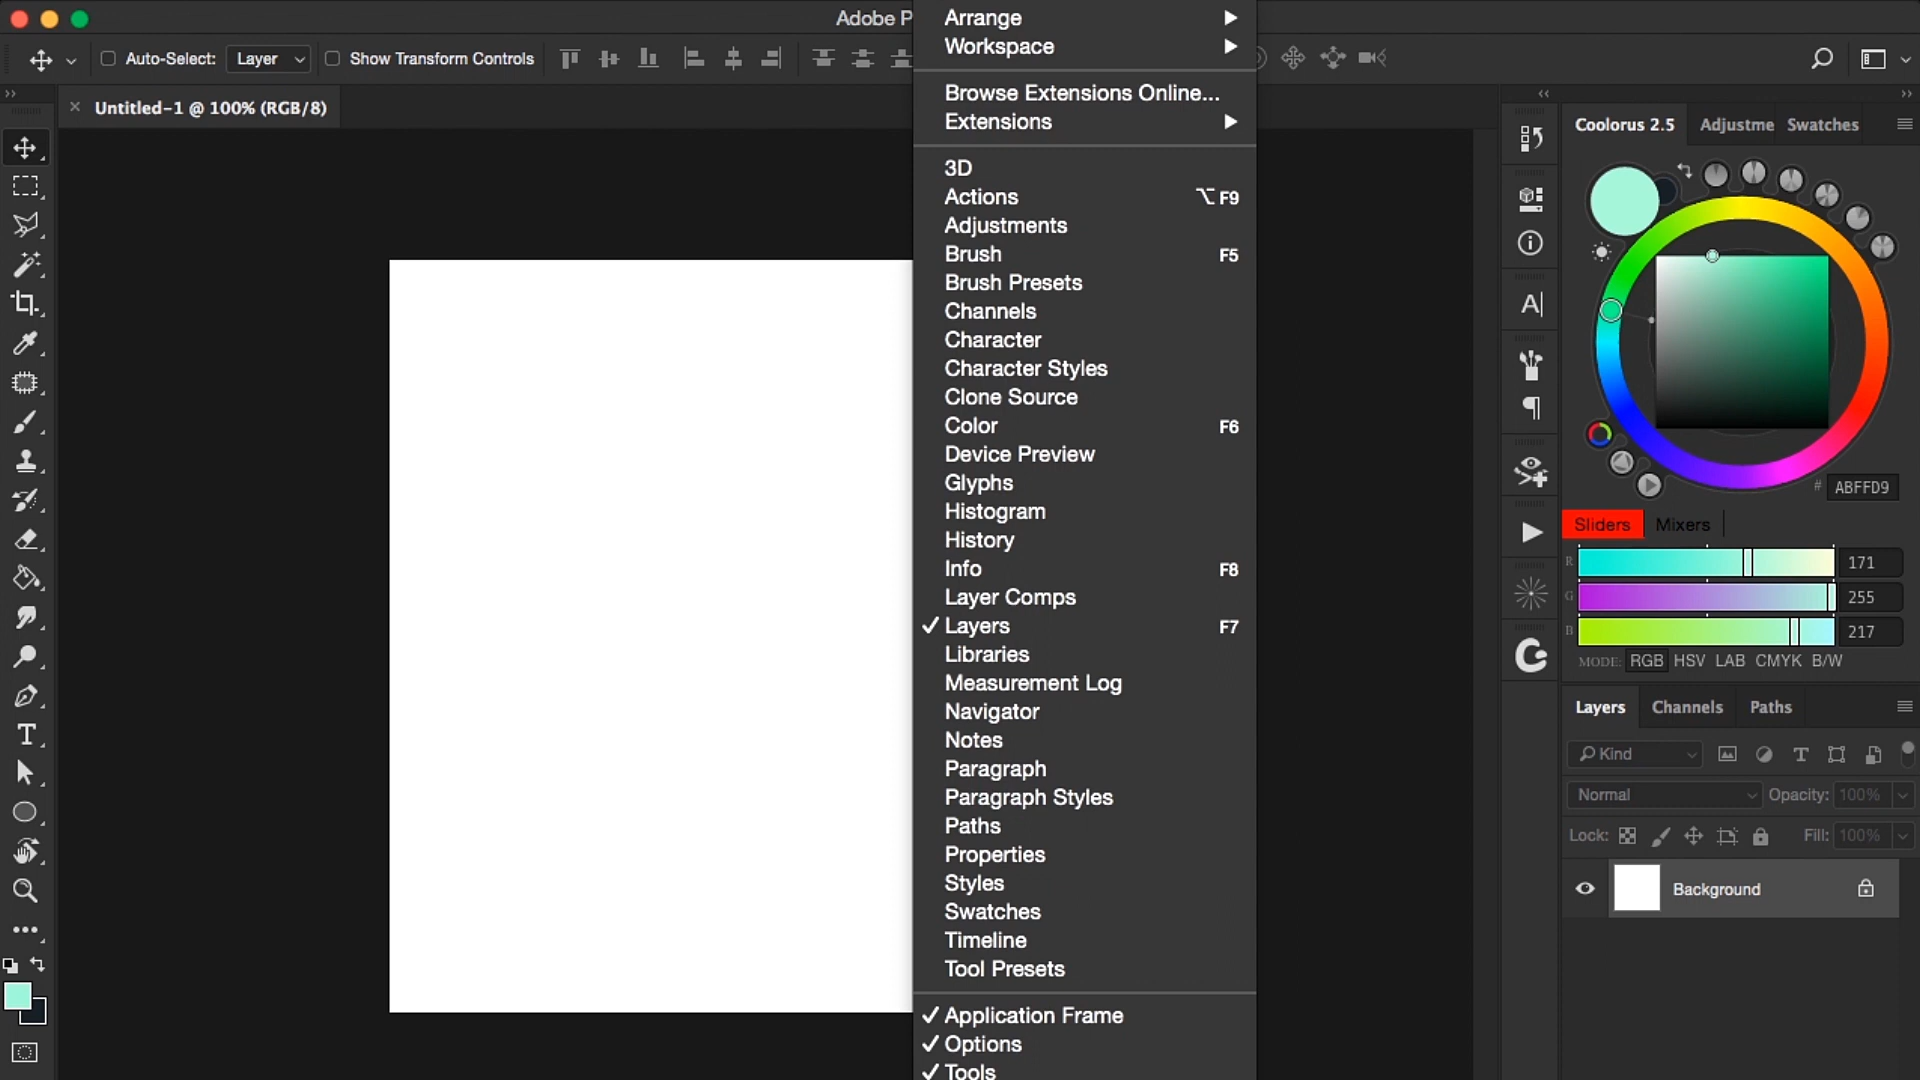 Adobe P
Arrange
Workspace
Auto-Select:
Layer
Show Transform Controls
Untitled-1 @ 100% (RGB/8)
Browse Extensions Online...
Extensions
3D
Actions ⌥F9
Adjustments
Brush F5
Brush Presets
Channels
Character
Character Styles
Clone Source
Color F6
Device Preview
Glyphs
Histogram
History
Info F8
Layer Comps
✓ Layers F7
Libraries
Measurement Log
Navigator
Notes
Paragraph
Paragraph Styles
Paths
Properties
Styles
Swatches
Timeline
Tool Presets
✓ Application Frame
✓ Options
✓ Tools
Coolorus 2.5 Adjustme Swatches
# ABFFD9
Sliders Mixers
R 171
G 255
B 217
MODE: RGB HSV LAB CMYK B/W
Layers Channels Paths
Kind
Normal Opacity: 100%
Lock: Fill: 100%
Background